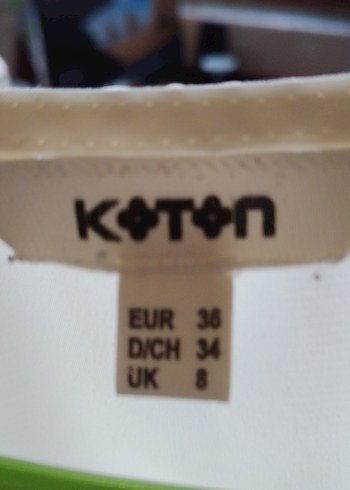 KOTON
EUR 36
D/CH 34
UK 8